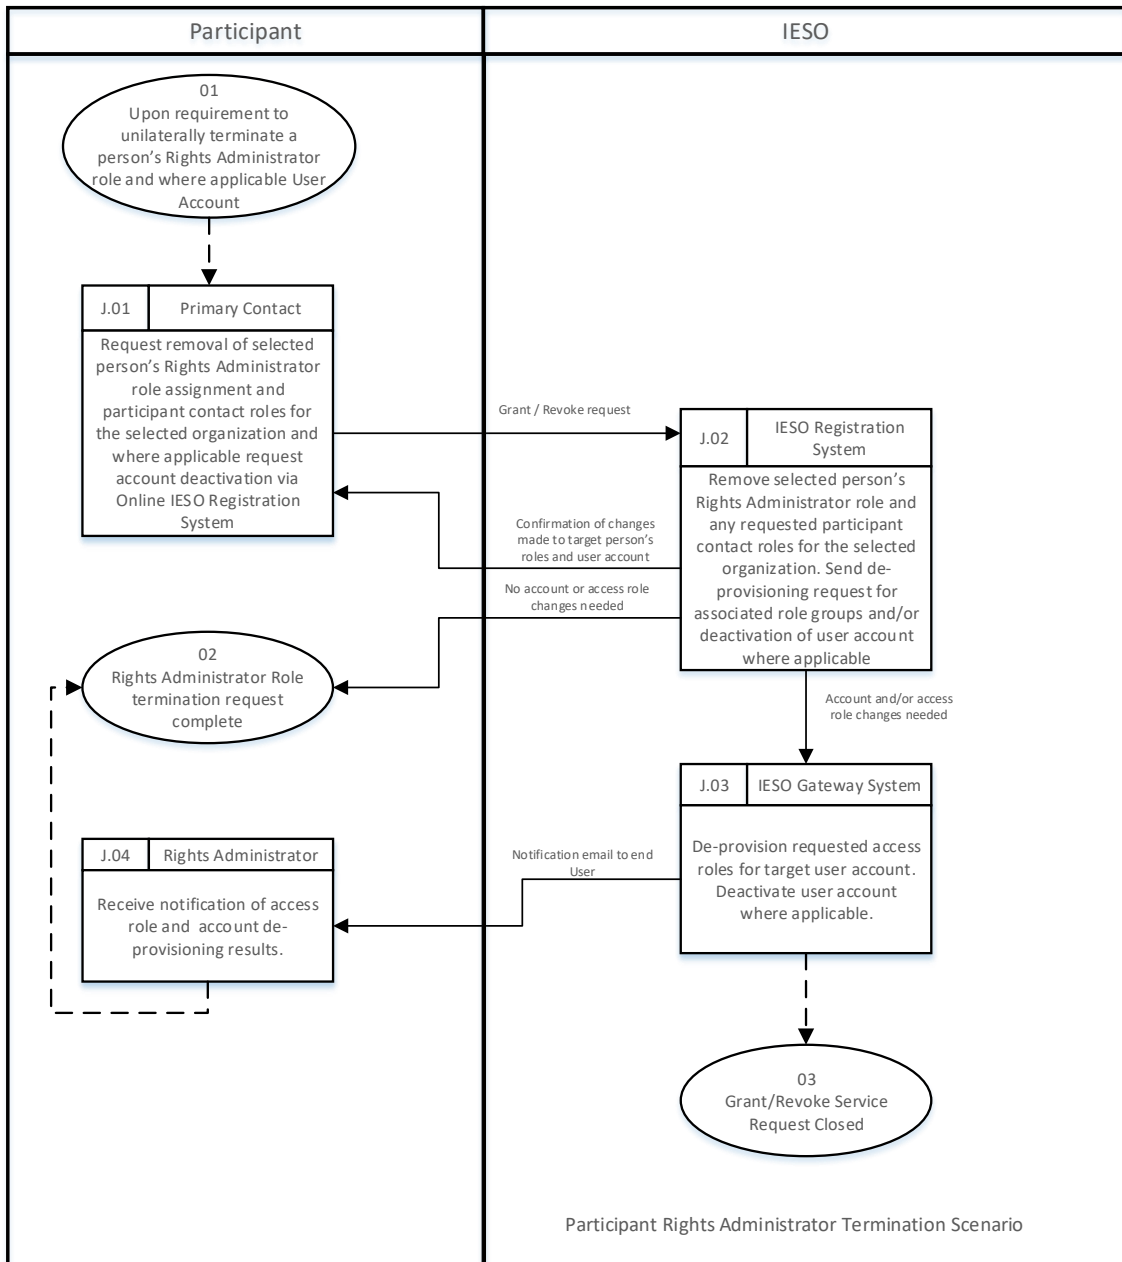 Participant
IESO
01
Upon requirement to
unilaterally terminate a
person's Rights Administrator
role and where applicable User
Account
J.01
Primary Contact
Request removal of selected
person's Rights Administrator
role assignment and
participant contact roles for
the selected organization and
where applicable request
account deactivation via
Online IESO Registration
System
Grant / Revoke request
J.02
IESO Registration
System
Remove selected person's
Rights Administrator role and
any requested participant
contact roles for the selected
organization. Send de-
provisioning request for
associated role groups and/or
deactivation of user account
where applicable
Confirmation of changes
made to target person's
roles and user account
No account or access role
changes needed
02
Rights Administrator Role
termination request
complete
Account and/or access
role changes needed
J.03
IESO Gateway System
De-provision requested access
roles for target user account.
Deactivate user account
where applicable.
Notification email to end
User
J.04
Rights Administrator
Receive notification of access
role and  account de-
provisioning results.
03
Grant/Revoke Service
Request Closed
Participant Rights Administrator Termination Scenario